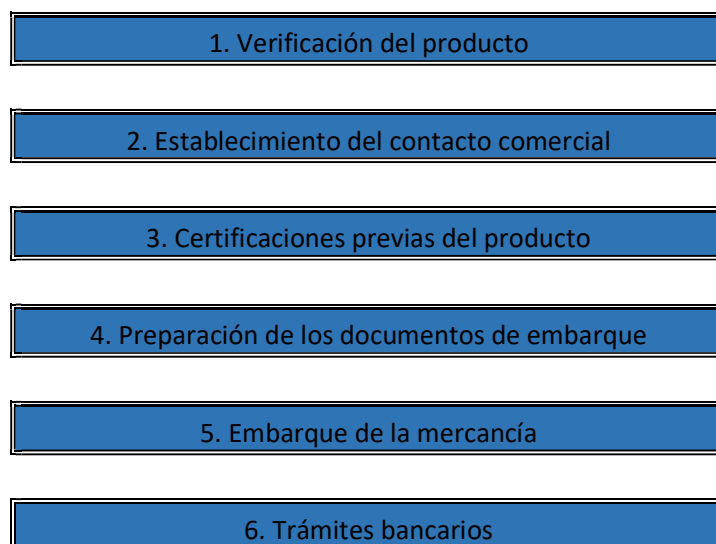 1. Verificación del producto
2. Establecimiento del contacto comercial
3. Certificaciones previas del producto
4. Preparación de los documentos de embarque
5. Embarque de la mercancía
6. Trámites bancarios